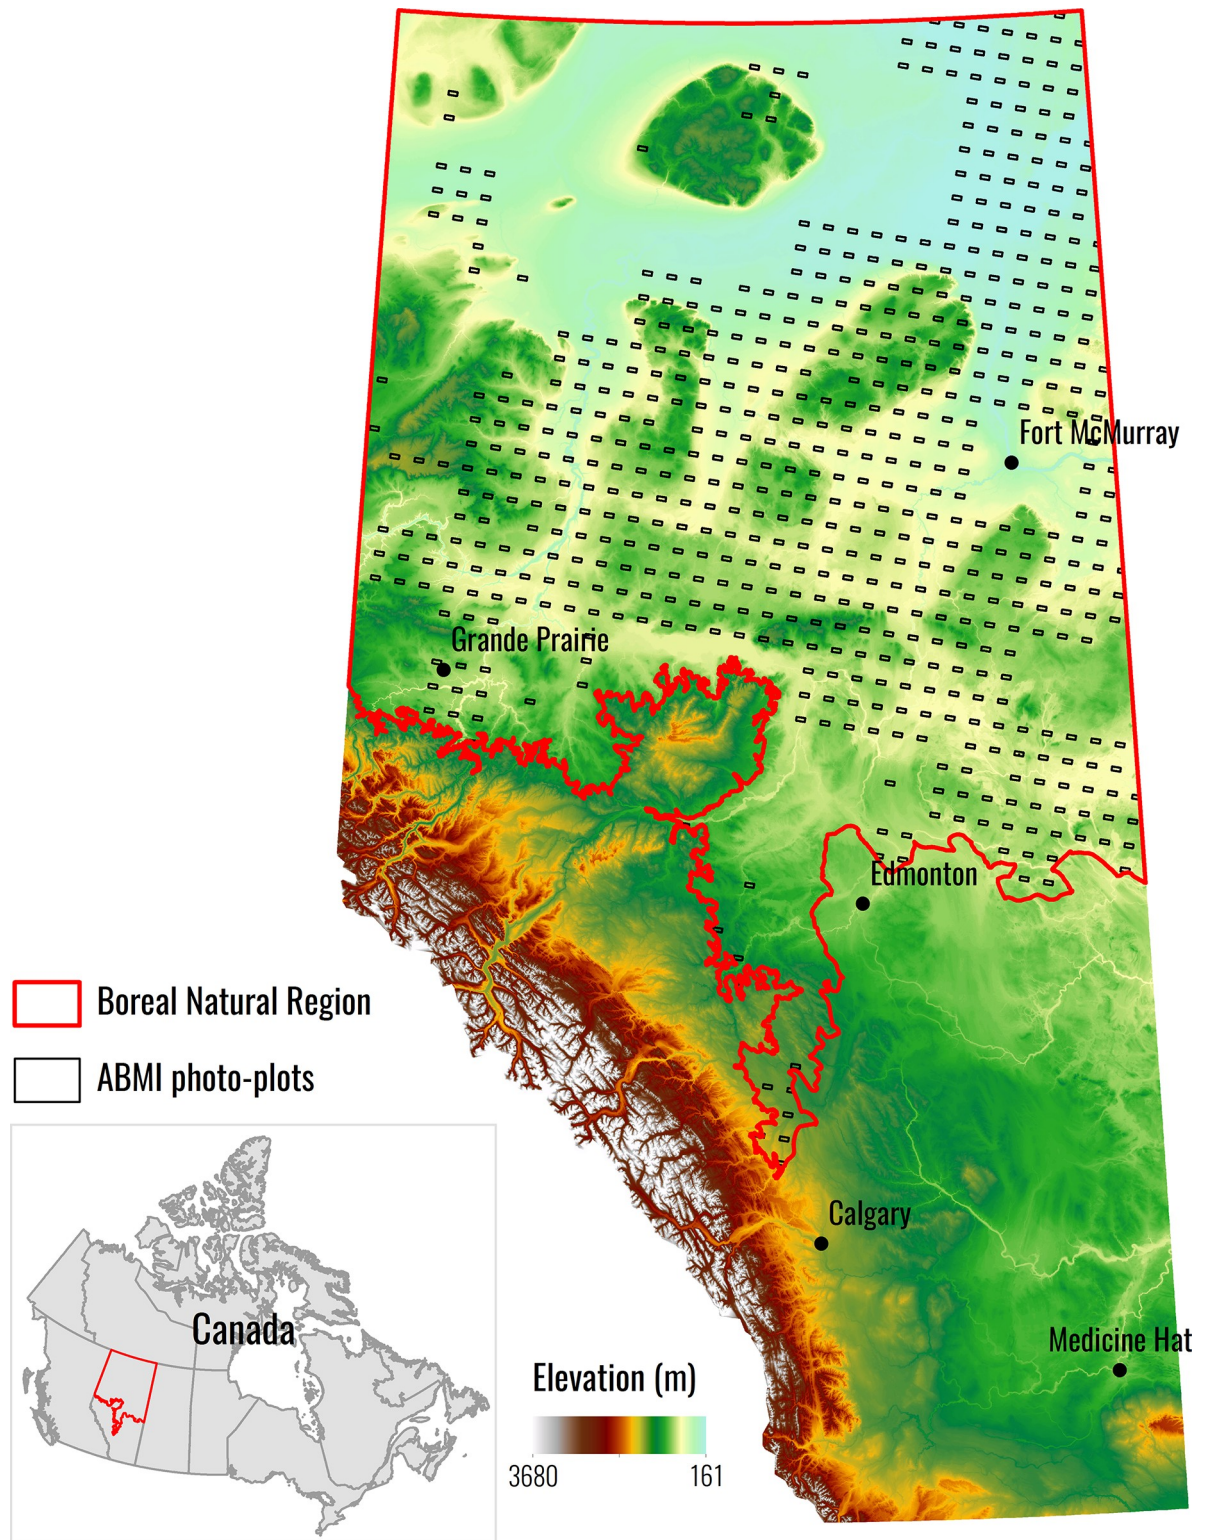 Fort McMurray
Grande Prairie
Edmonton
Boreal Natural Region
ABMI photo-plots
Calgary
Canada
Medicine Hat
Elevation (m)
3680
161